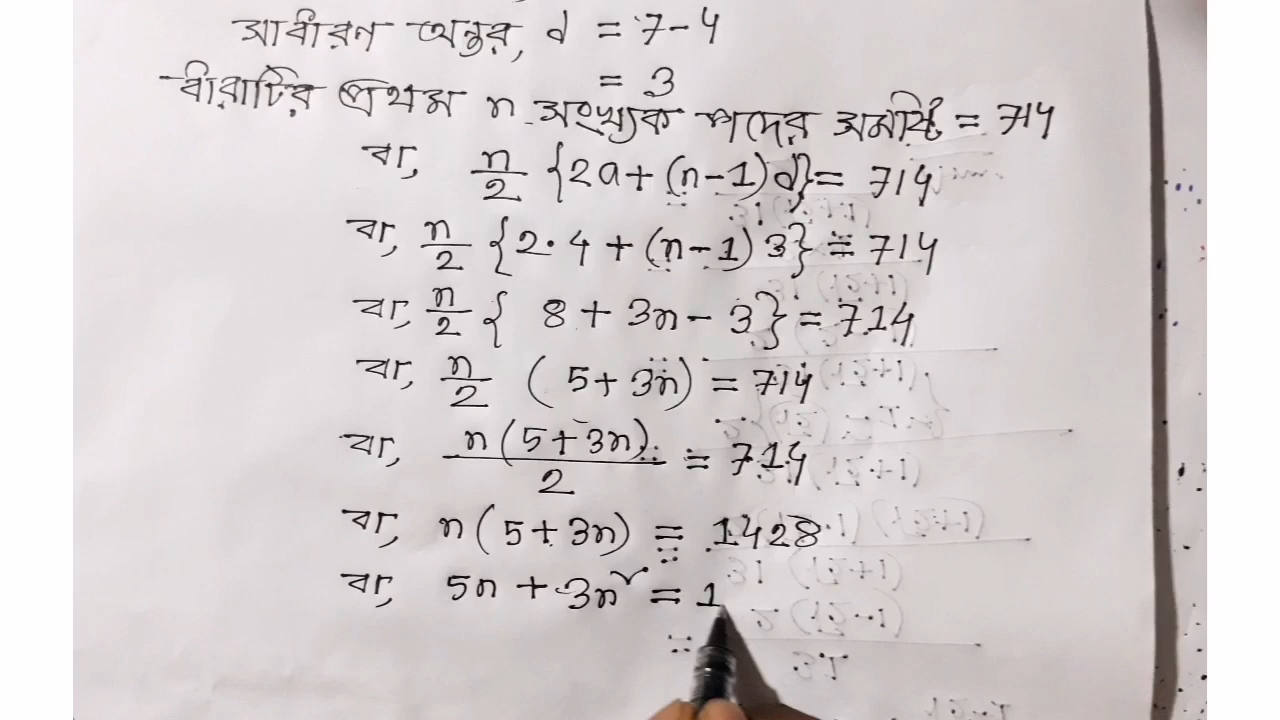 সাধারণ অন্তর, d = 7-4
= 3
ধারাটির প্রথম n সংখ্যক পদের সমষ্টি = 714
বা, n/2 {2a+(n-1)d}= 714
বা, n/2 {2·4+(n-1)3} = 714
বা, n/2 { 8+3n-3} = 714
বা, n/2 (5+3n) = 714
বা, n(5+3n)/2 = 714
বা, n(5+3n) = 1428
বা, 5n+3n² = 1